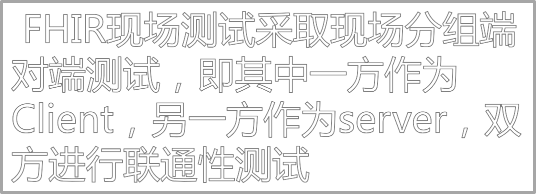 FHIR现场测试采取现场分组端
对端测试，即其中一方作为
Client，另一方作为server，双
方进行联通性测试